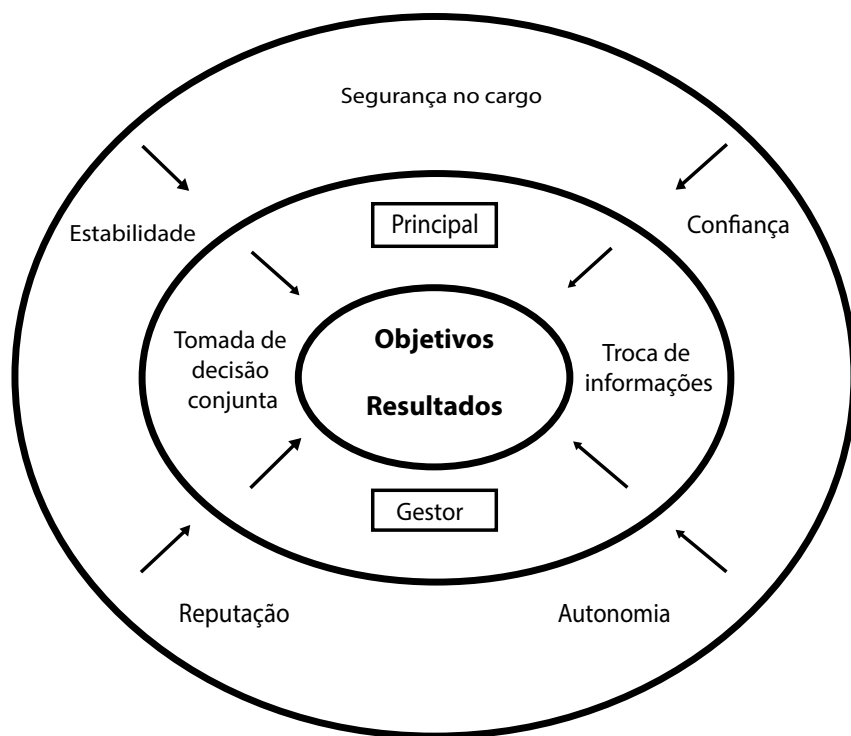 Segurança no cargo
Estabilidade
Principal
Confiança
Tomada de
decisão
conjunta
Objetivos
Resultados
Troca de
informações
Gestor
Reputação
Autonomia